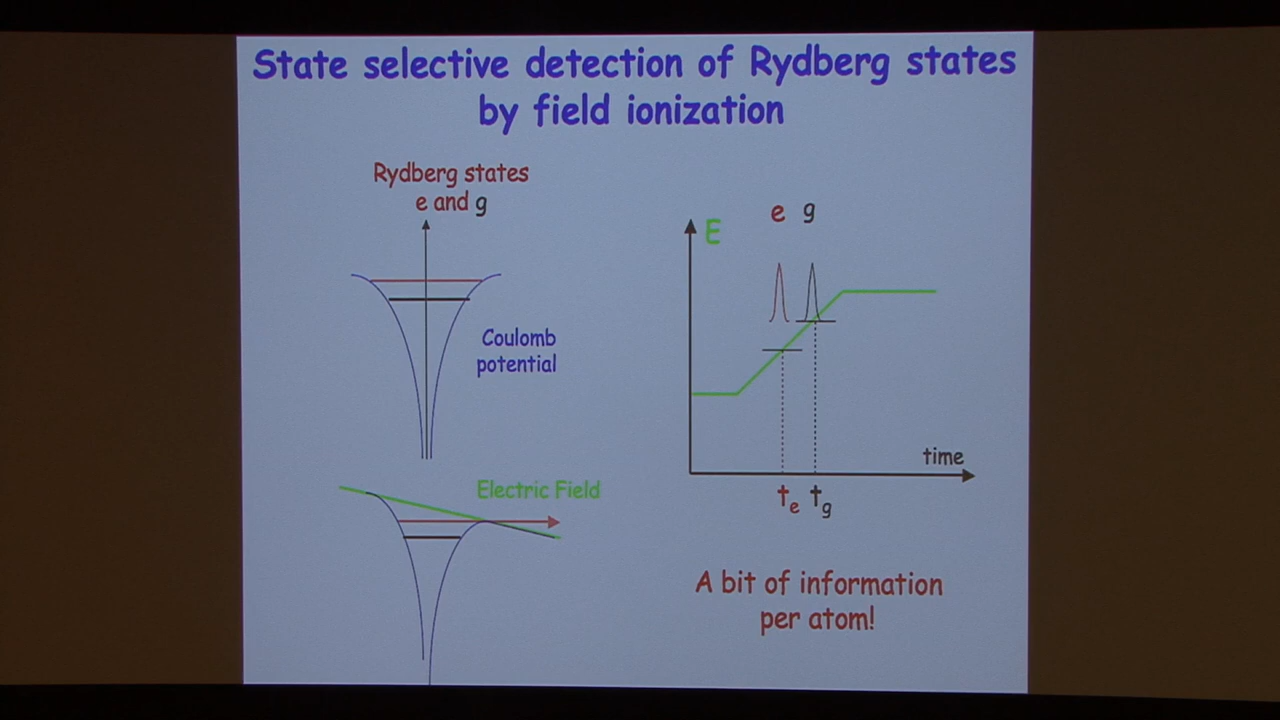 State selective detection of Rydberg states
by field ionization
Rydberg states
e and g
Coulomb
potential
Electric Field
E
e g
time
te tg
A bit of information
per atom!